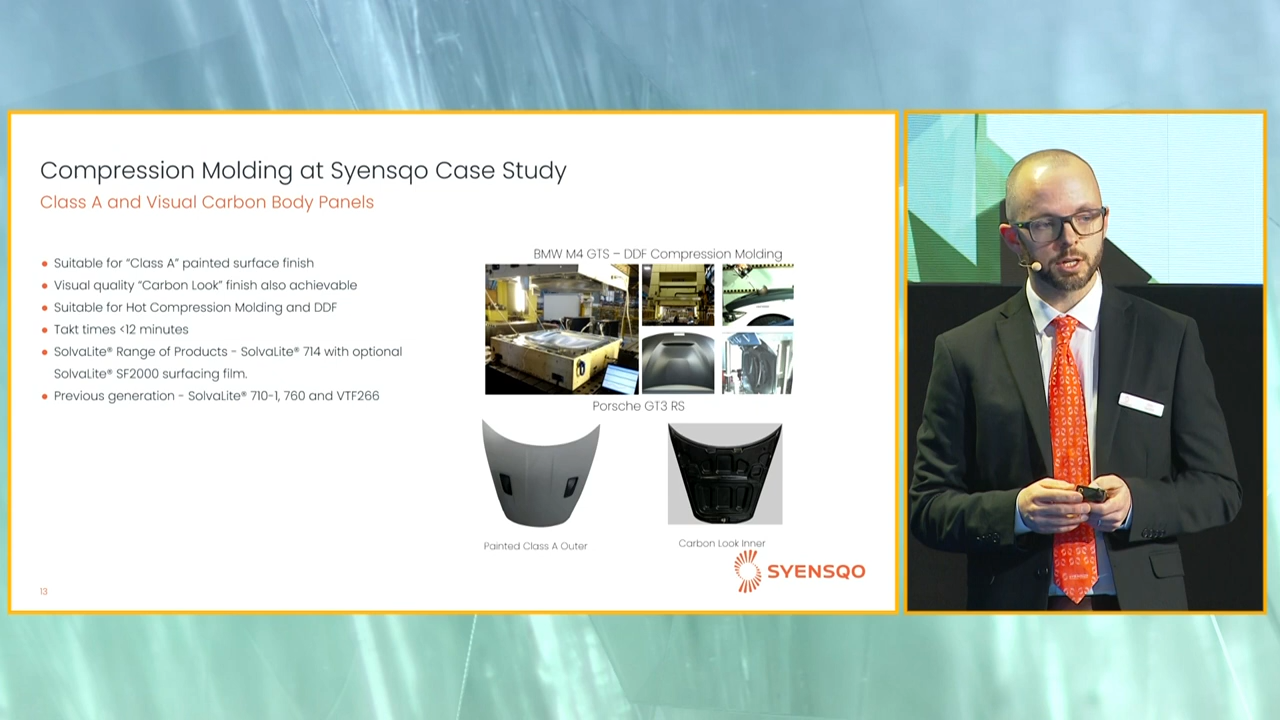 Compression Molding at Syensqo Case Study
Class A and Visual Carbon Body Panels
Suitable for “Class A” painted surface finish
Visual quality “Carbon Look” finish also achievable
Suitable for Hot Compression Molding and DDF
Takt times <12 minutes
SolvaLite® Range of Products - SolvaLite® 714 with optional
SolvaLite® SF2000 surfacing film.
Previous generation - SolvaLite® 710-1, 760 and VTF266
BMW M4 GTS – DDF Compression Molding
Porsche GT3 RS
Painted Class A Outer
Carbon Look Inner
SYENSQO
13
SYENSQO